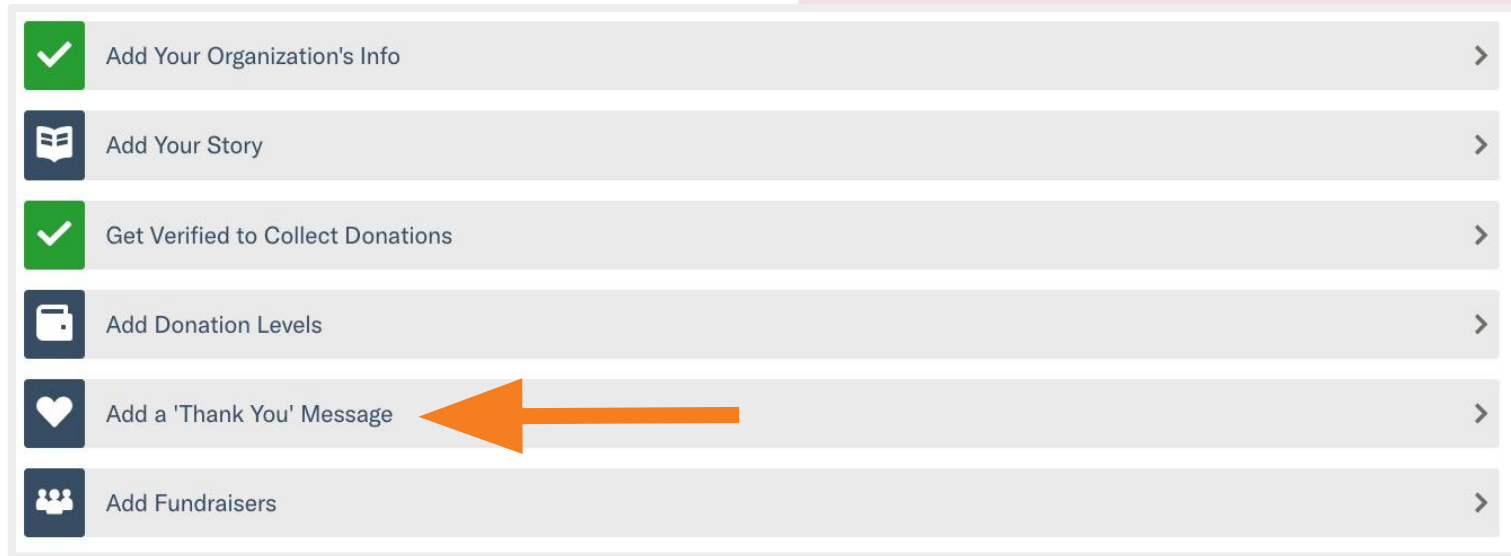 Add Your Organization's Info
Add Your Story
Get Verified to Collect Donations
Add Donation Levels
Add a 'Thank You' Message
Add Fundraisers